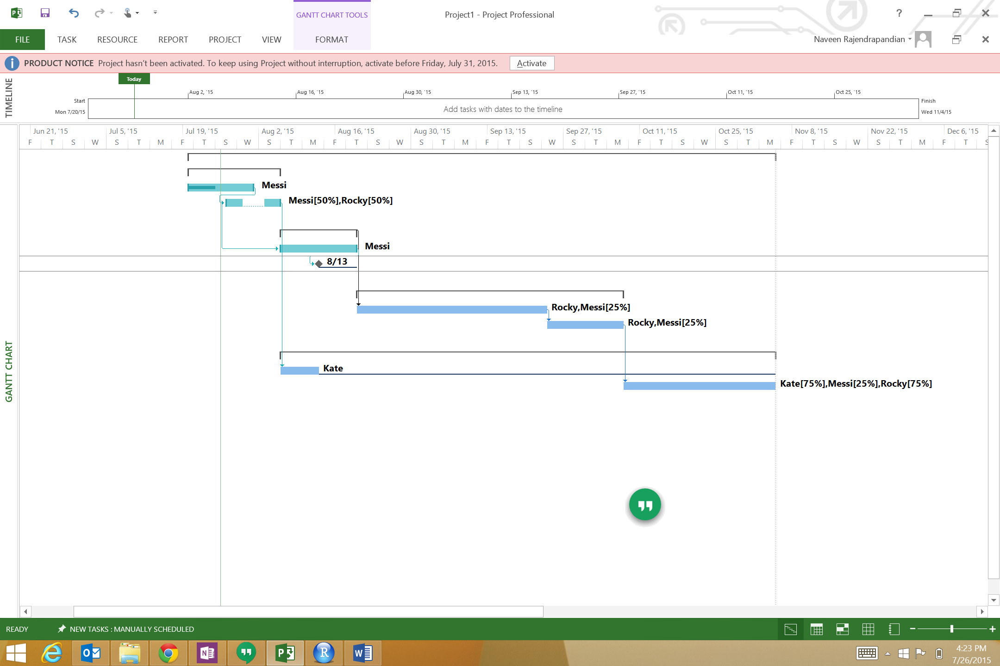 GANTT CHART TOOLS
Project1 - Project Professional
?
FILE TASK RESOURCE REPORT PROJECT VIEW FORMAT
Naveen Rajendrapandian
PRODUCT NOTICE Project hasn't been activated. To keep using Project without interruption, activate before Friday, July 31, 2015. Activate
TIMELINE
Today
Aug 2, '15 Aug 16, '15 Aug 30, '15 Sep 13, '15 Sep 27, '15 Oct 11, '15 Oct 25, '15
Start Finish
Mon 7/20/15 Add tasks with dates to the timeline Wed 11/4/15
Jun 21, '15 Jul 5, '15 Jul 19, '15 Aug 2, '15 Aug 16, '15 Aug 30, '15 Sep 13, '15 Sep 27, '15 Oct 11, '15 Oct 25, '15 Nov 8, '15 Nov 22, '15 Dec 6, '15
F T S W S T M F T S W S T M F T S W S T M F T S W S T M F T S W S T M F T S W S T M F T S
Messi
Messi[50%],Rocky[50%]
Messi
8/13
Rocky,Messi[25%]
Rocky,Messi[25%]
Kate
Kate[75%],Messi[25%],Rocky[75%]
GANTT CHART
READY NEW TASKS : MANUALLY SCHEDULED
4:23 PM
7/26/2015